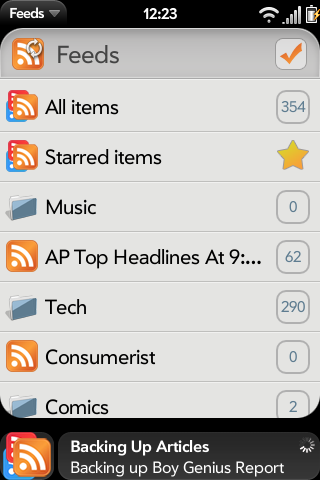 Feeds 12:23
Feeds
All items 354
Starred items
Music 0
AP Top Headlines At 9:... 62
Tech 290
Consumerist 0
Comics 2
Backing Up Articles
Backing up Boy Genius Report